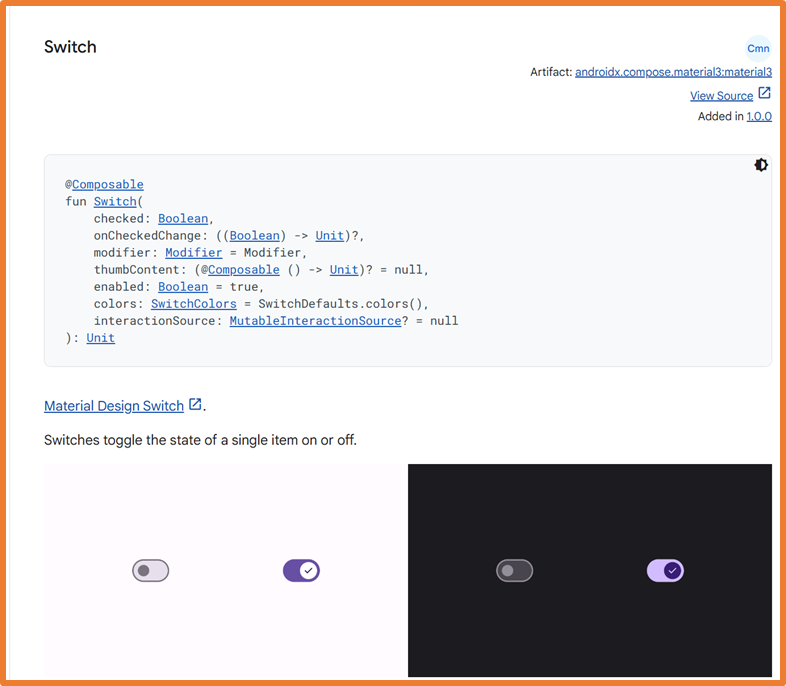 Switch
Cmn
Artifact: androidx.compose.material3:material3
View Source
Added in 1.0.0
@Composable
fun Switch(
    checked: Boolean,
    onCheckedChange: ((Boolean) -> Unit)?,
    modifier: Modifier = Modifier,
    thumbContent: (@Composable () -> Unit)? = null,
    enabled: Boolean = true,
    colors: SwitchColors = SwitchDefaults.colors(),
    interactionSource: MutableInteractionSource? = null
): Unit
Material Design Switch.
Switches toggle the state of a single item on or off.